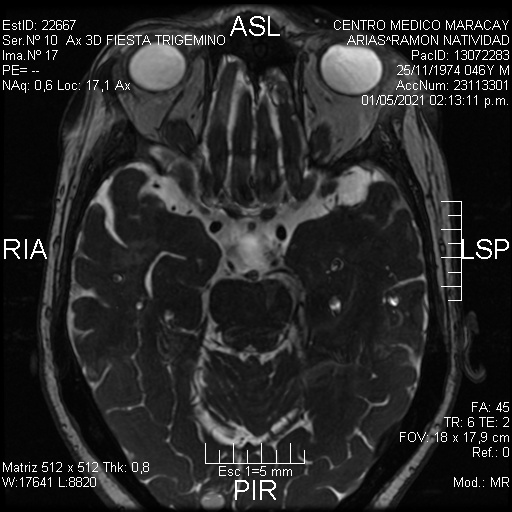 EstID: 22667
Ser.Nº 10 Ax 3D FIESTA TRIGEMINO
Ima.Nº 17
PE= --
NAq: 0,6 Loc: 17,1 Ax
ASL
CENTRO MEDICO MARACAY
ARIAS^RAMON NATIVIDAD
PacID: 13072283
25/11/1974 046Y M
AccNum: 23113301
01/05/2021 02:13:11 p.m.
RIA
LSP
FA: 45
TR: 6 TE: 2
FOV: 18 x 17,9 cm
Ref.: 0
Mod.: MR
Matriz 512 x 512 Thk: 0,8
W:17641 L:8820
Esc 1=5 mm
PIR